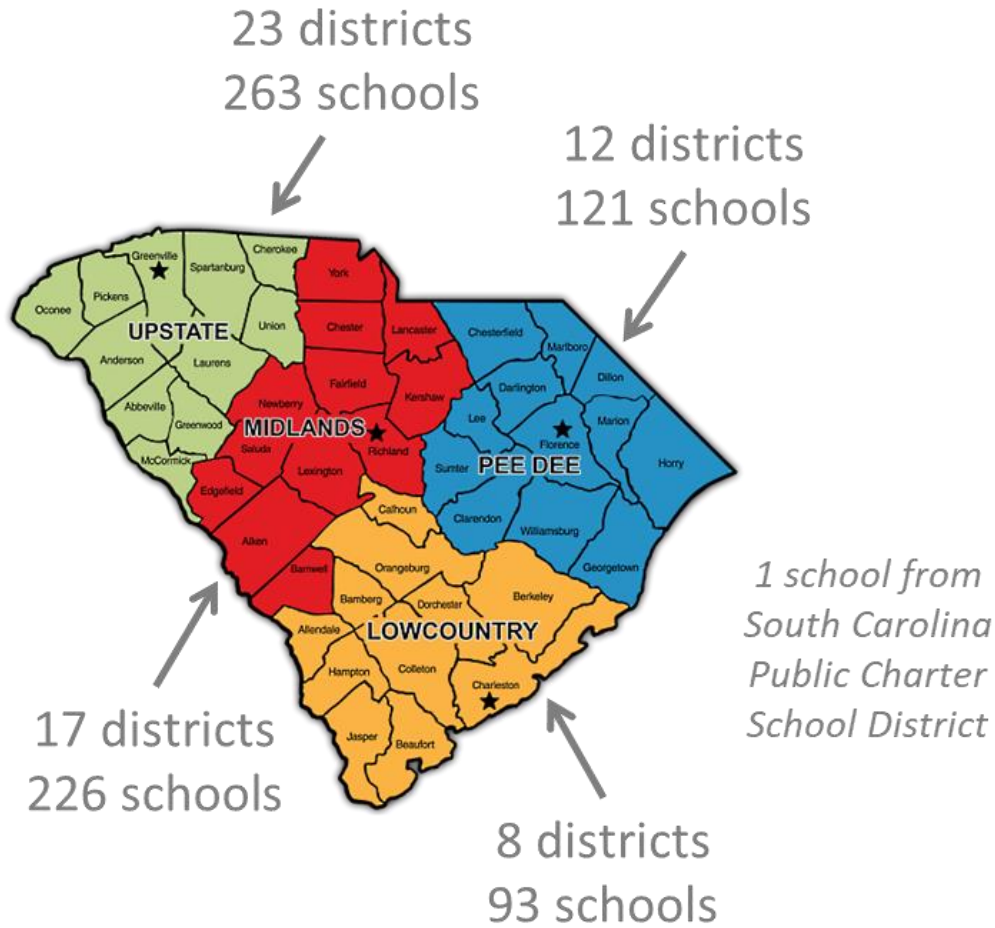 23 districts
263 schools
12 districts
121 schools
Greenville
Cherokee
Spartanburg
York
Pickens
Oconee
UPSTATE
Union
Chester
Lancaster
Chesterfield
Marlboro
Anderson
Laurens
Dillon
Fairfield
Darlington
Kershaw
Abbeville
Newberry
Greenwood
Lee
Marion
MIDLANDS
Florence
Saluda
Richland
McCormick
Lexington
Sumter
PEE DEE
Horry
Edgefield
Calhoun
Clarendon
Williamsburg
Aiken
Barnwell
Orangeburg
Georgetown
Bamberg
Dorchester
Berkeley
Allendale
LOWCOUNTRY
Hampton
Colleton
Charleston
Jasper
Beaufort
1 school from
South Carolina
Public Charter
School District
17 districts
226 schools
8 districts
93 schools